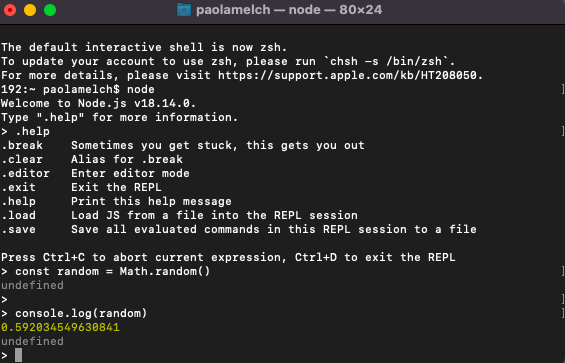 paolamelch — node — 80×24
The default interactive shell is now zsh.
To update your account to use zsh, please run `chsh -s /bin/zsh`.
For more details, please visit https://support.apple.com/kb/HT208050.
192:~ paolamelch$ node
Welcome to Node.js v18.14.0.
Type ".help" for more information.
> .help
.break    Sometimes you get stuck, this gets you out
.clear    Alias for .break
.editor   Enter editor mode
.exit     Exit the REPL
.help     Print this help message
.load     Load JS from a file into the REPL session
.save     Save all evaluated commands in this REPL session to a file
Press Ctrl+C to abort current expression, Ctrl+D to exit the REPL
> const random = Math.random()
undefined
>
> console.log(random)
0.592034549630841
undefined
>